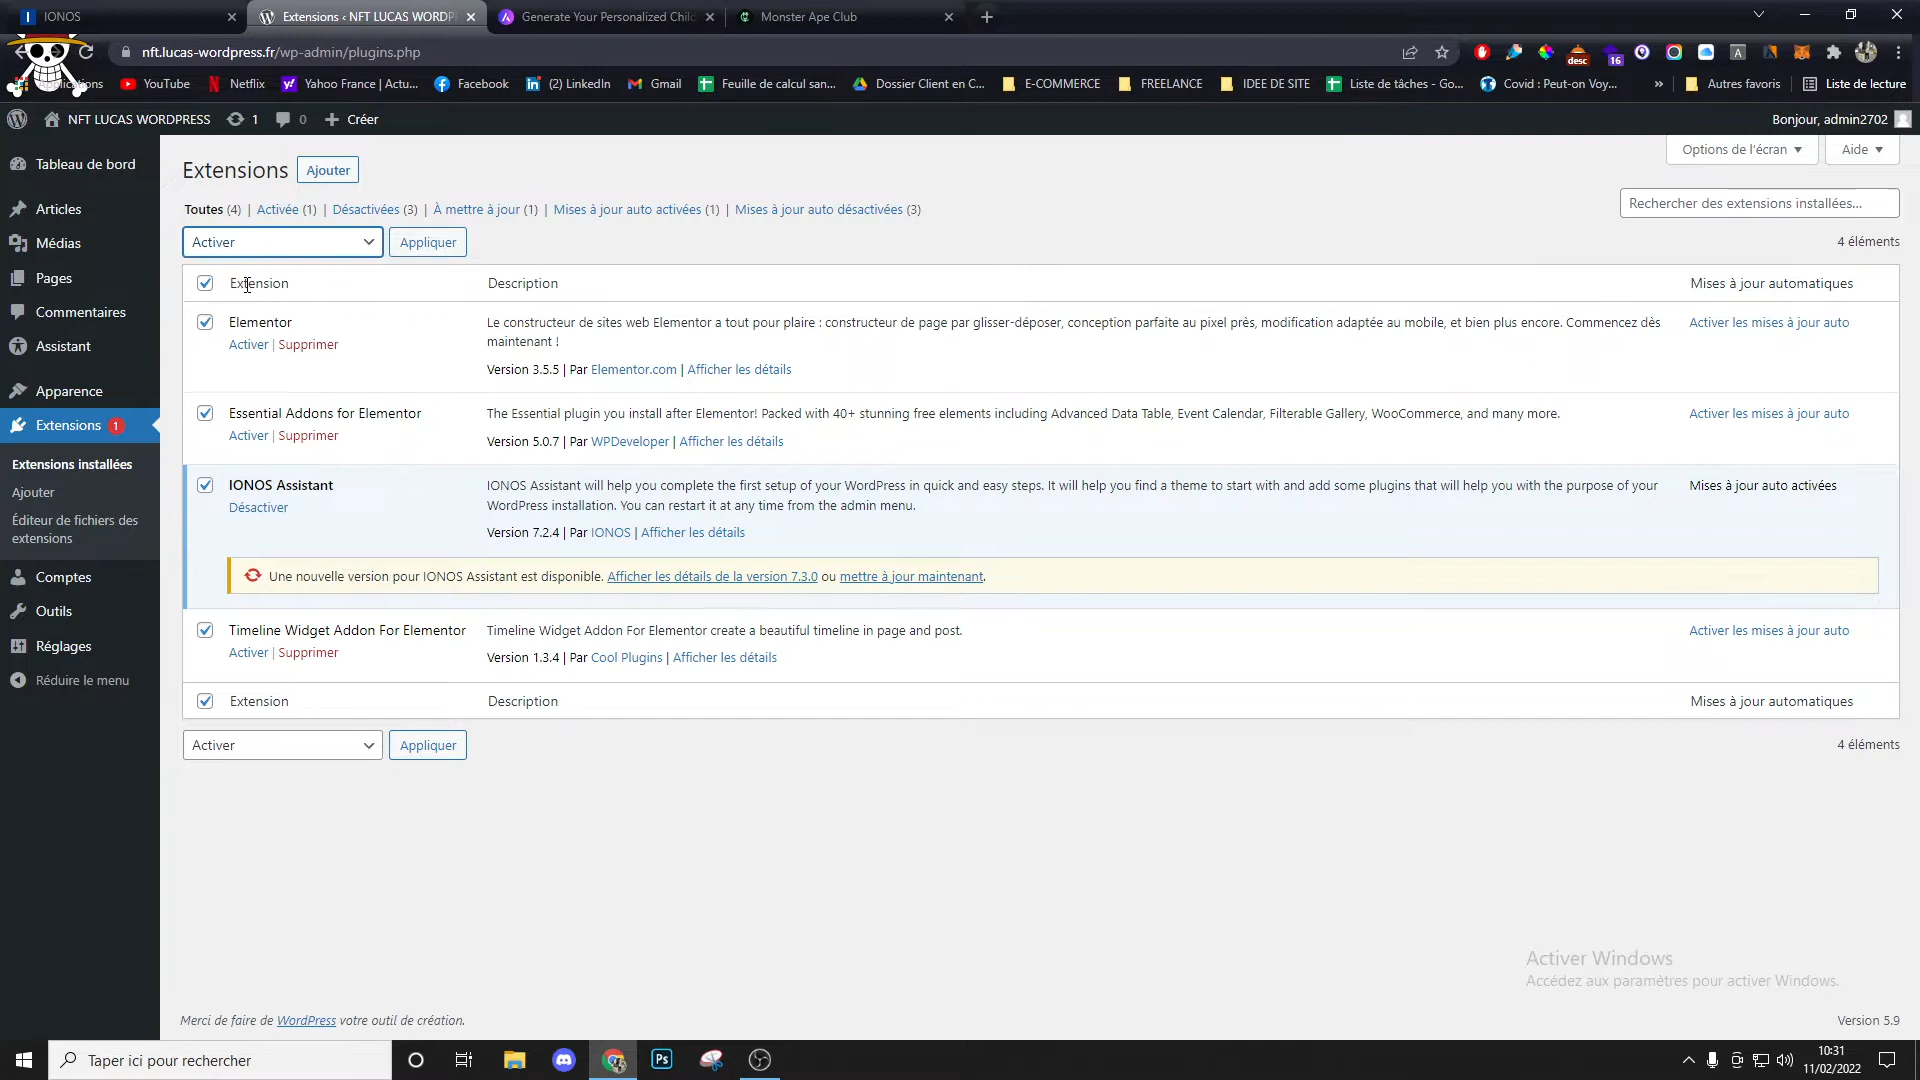 IONOS
Extensions ‹ NFT LUCAS WORDP
Generate Your Personalized Chil
Monster Ape Club
nft.lucas-wordpress.fr/wp-admin/plugins.php
desc
16
YouTube
Netflix
Yahoo France | Actu...
Facebook
(2) LinkedIn
Gmail
Feuille de calcul san...
Dossier Client en C...
E-COMMERCE
FREELANCE
IDEE DE SITE
Liste de tâches - Go...
Covid : Peut-on Voy...
»
Autres favoris
Liste de lecture
NFT LUCAS WORDPRESS
1
0
Créer
Bonjour, admin2702
Tableau de bord
Articles
Médias
Pages
Commentaires
Assistant
Apparence
Extensions 1
Extensions installées
Ajouter
Éditeur de fichiers des
extensions
Comptes
Outils
Réglages
Réduire le menu
Options de l'écran
Aide
Extensions
Ajouter
Toutes (4) | Activée (1) | Désactivées (3) | À mettre à jour (1) | Mises à jour auto activées (1) | Mises à jour auto désactivées (3)
Rechercher des extensions installées...
Activer
Appliquer
4 éléments
Extension
Description
Mises à jour automatiques
Elementor
Activer | Supprimer
Le constructeur de sites web Elementor a tout pour plaire : constructeur de page par glisser-déposer, conception parfaite au pixel près, modification adaptée au mobile, et bien plus encore. Commencez dès
maintenant !
Version 3.5.5 | Par Elementor.com | Afficher les détails
Activer les mises à jour auto
Essential Addons for Elementor
Activer | Supprimer
The Essential plugin you install after Elementor! Packed with 40+ stunning free elements including Advanced Data Table, Event Calendar, Filterable Gallery, WooCommerce, and many more.
Version 5.0.7 | Par WPDeveloper | Afficher les détails
Activer les mises à jour auto
IONOS Assistant
Désactiver
IONOS Assistant will help you complete the first setup of your WordPress in quick and easy steps. It will help you find a theme to start with and add some plugins that will help you with the purpose of your
WordPress installation. You can restart it at any time from the admin menu.
Version 7.2.4 | Par IONOS | Afficher les détails
Mises à jour auto activées
Une nouvelle version pour IONOS Assistant est disponible. Afficher les détails de la version 7.3.0 ou mettre à jour maintenant.
Timeline Widget Addon For Elementor
Activer | Supprimer
Timeline Widget Addon For Elementor create a beautiful timeline in page and post.
Version 1.3.4 | Par Cool Plugins | Afficher les détails
Activer les mises à jour auto
Extension
Description
Mises à jour automatiques
Activer
Appliquer
4 éléments
Activer Windows
Accédez aux paramètres pour activer Windows.
Merci de faire de WordPress votre outil de création.
Version 5.9
Taper ici pour rechercher
Ps
10:31
11/02/2022